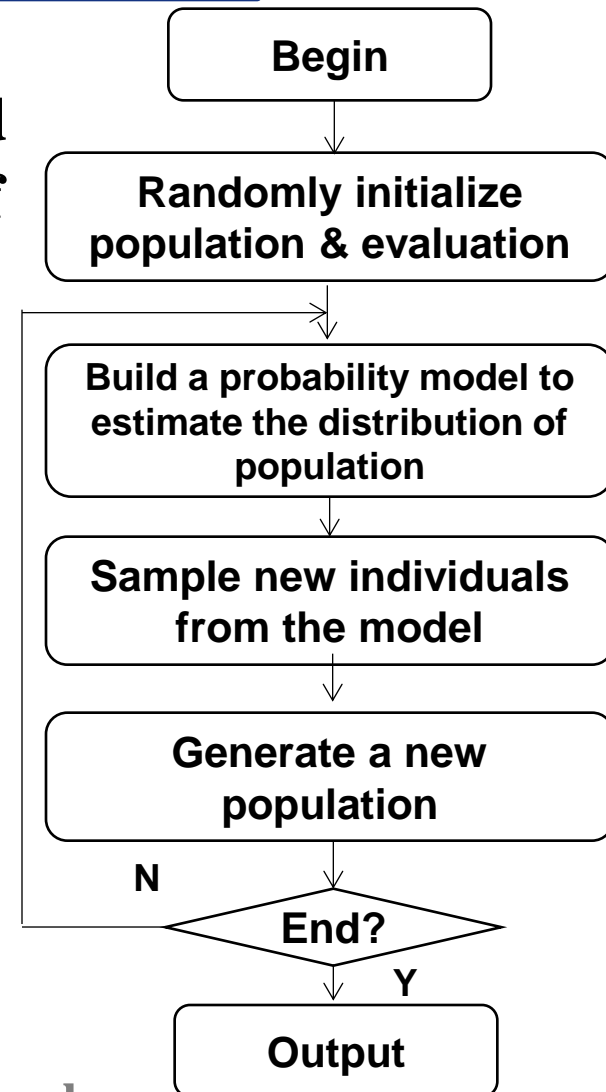 Begin
Randomly initialize
population & evaluation
Build a probability model to
estimate the distribution of
population
Sample new individuals
from the model
Generate a new
population
N
End?
Y
Output